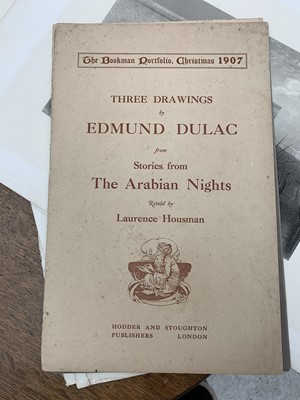 The Bookman Portfolio, Christmas 1907
THREE DRAWINGS
by
EDMUND DULAC
from
Stories from
The Arabian Nights
Retold by
Laurence Housman
HODDER AND STOUGHTON
PUBLISHERS LONDON